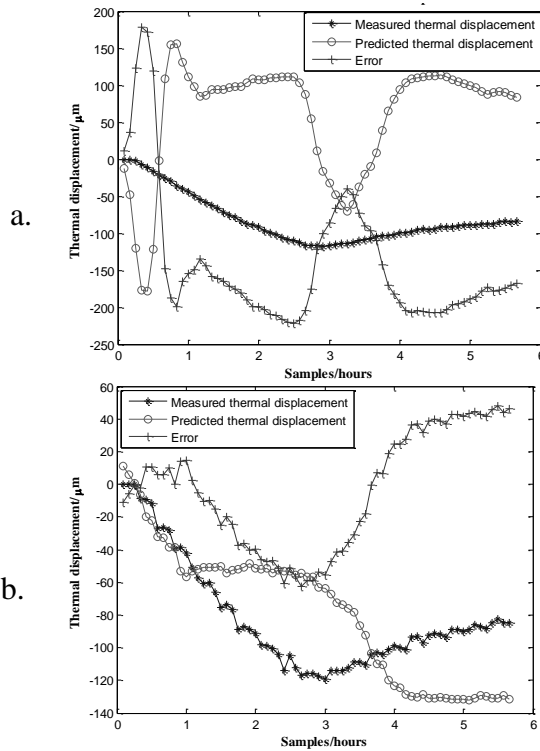 a.
200
150
100
50
0
-50
-100
-150
-200
-250
Thermal displacement/μm
Measured thermal displacement
Predicted thermal displacement
Error
0 1 2 3 4 5 6
Samples/hours
b.
60
40
20
0
-20
-40
-60
-80
-100
-120
-140
Thermal displacement/μm
Measured thermal displacement
Predicted thermal displacement
Error
0 1 2 3 4 5 6
Samples/hours